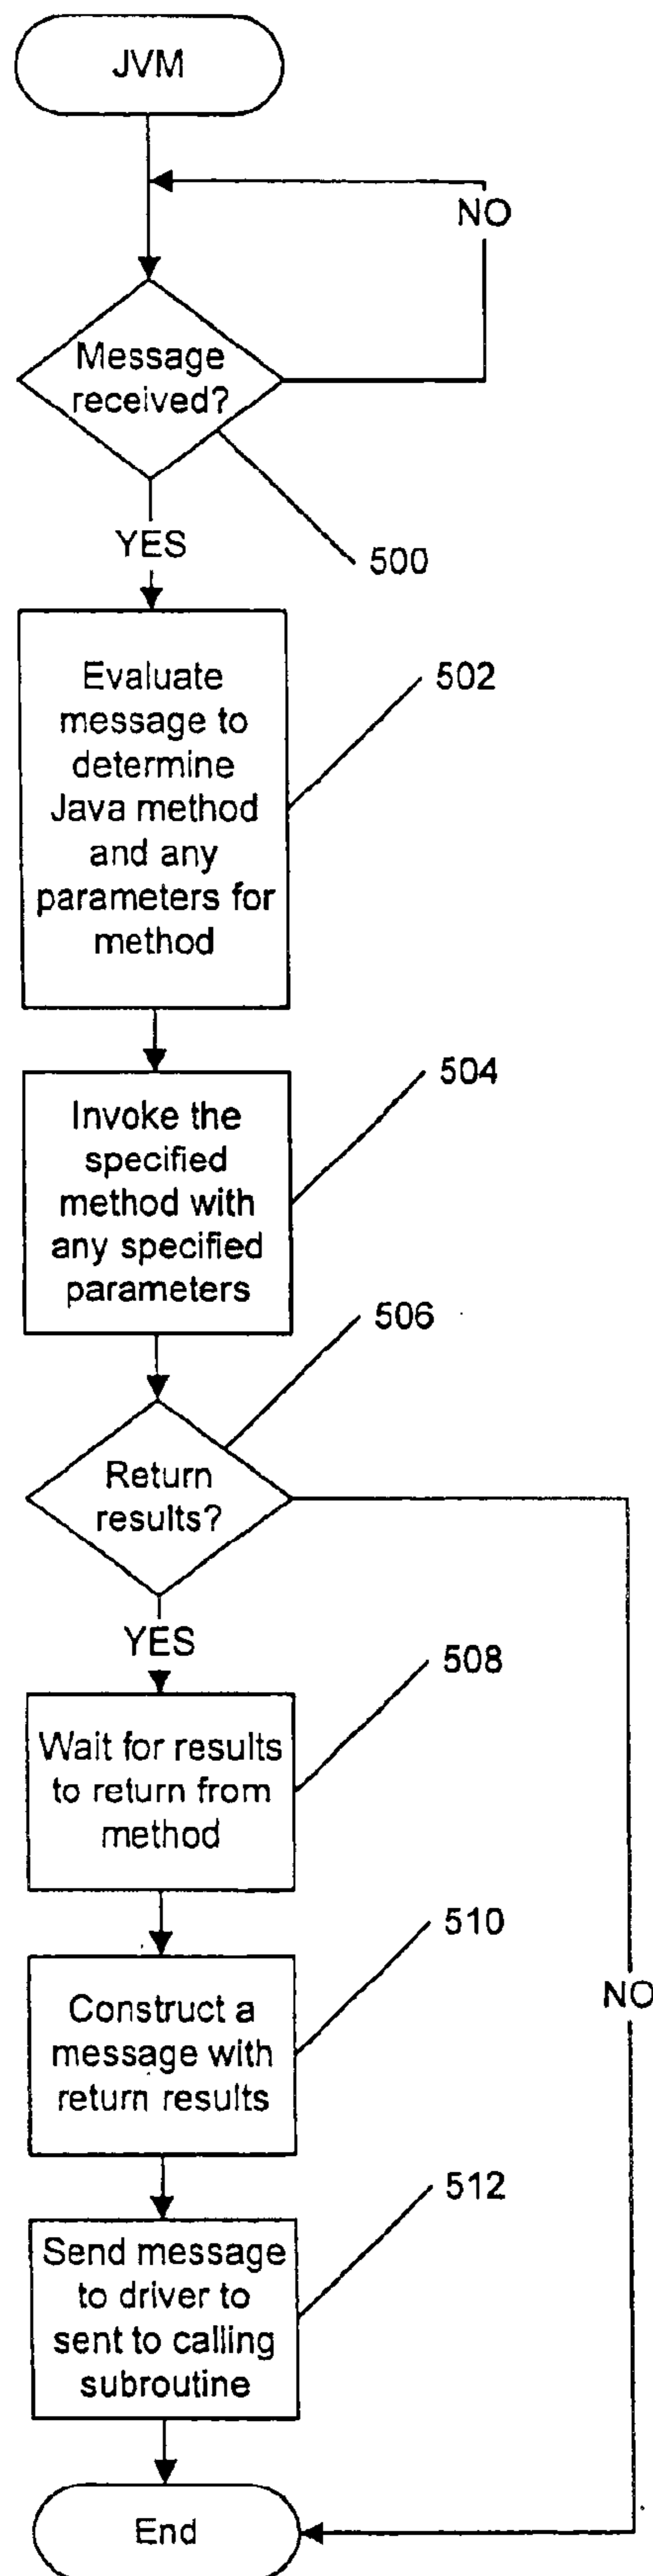 JVM
NO
Message
received?
YES
500
Evaluate
message to
determine
Java method
and any
parameters for
method
502
Invoke the
specified
method with
any specified
parameters
504
506
Return
results?
YES
508
Wait for results
to return from
method
510
Construct a
message with
return results
NO
512
Send message
to driver to
sent to calling
subroutine
End